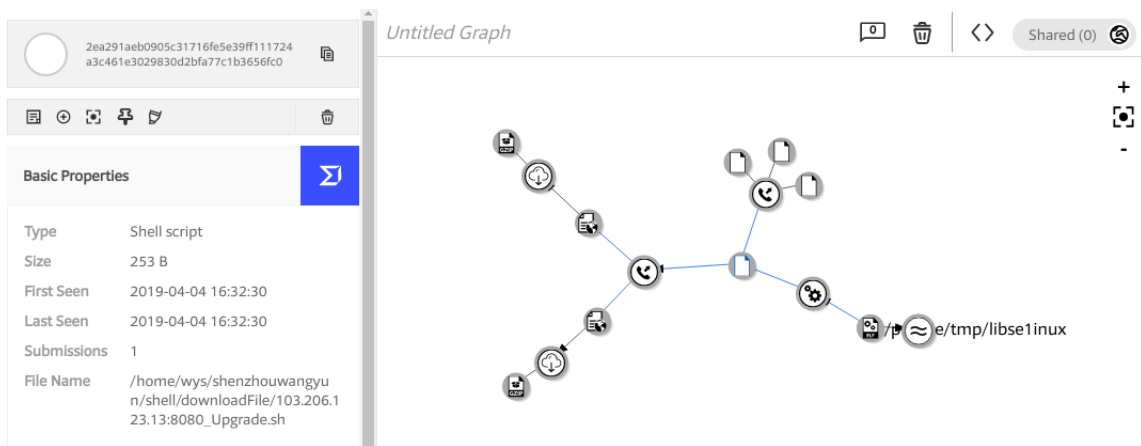 2ea291aeb0905c31716fe5e39ff111724
a3c461e3029830d2bfa77c1b3656fc0
Untitled Graph
0
Shared (0)
+
-
Basic Properties
Type Shell script
Size 253 B
First Seen 2019-04-04 16:32:30
Last Seen 2019-04-04 16:32:30
Submissions 1
File Name /home/wys/shenzhouwangyu
n/shell/downloadFile/103.206.1
23.13:8080_Upgrade.sh
GZIP
GZIP
e/tmp/libse1inux